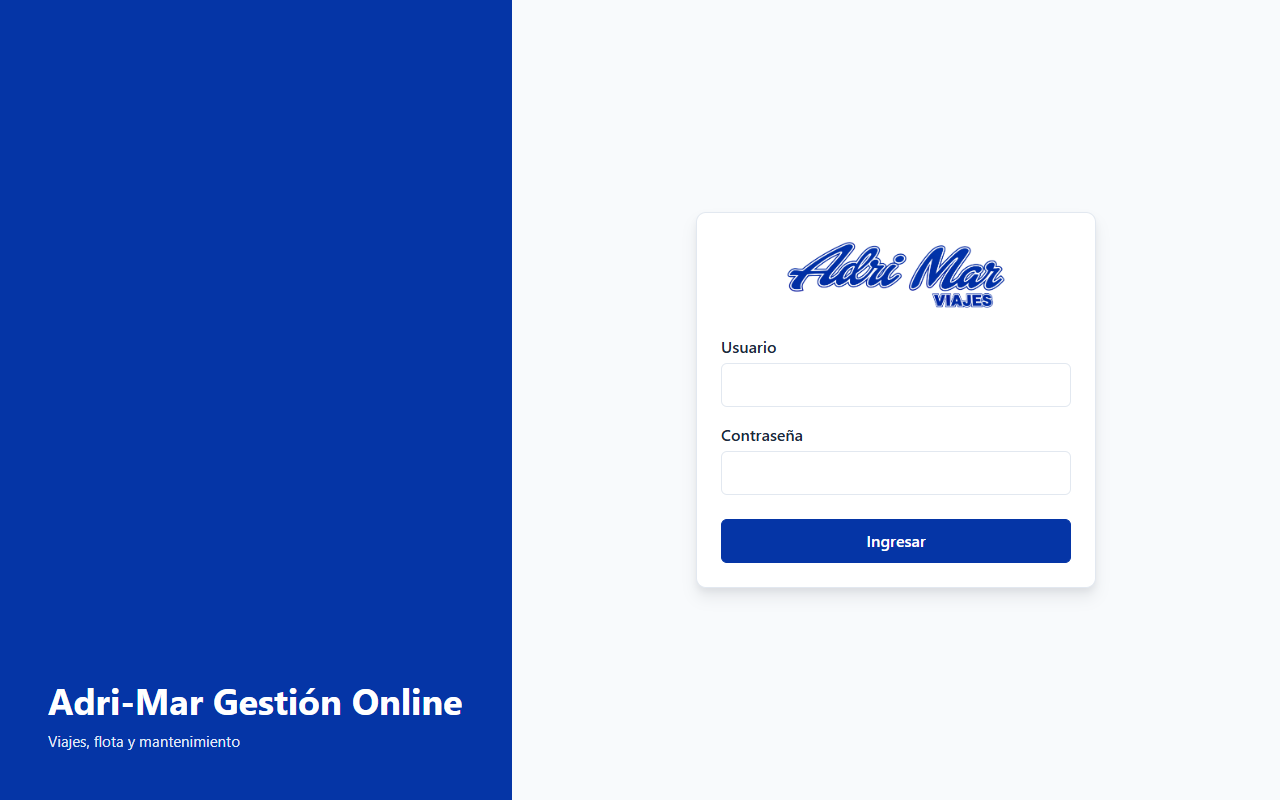 Adri Mar
VIAJES
Usuario
Contraseña
Ingresar
Adri-Mar Gestión Online
Viajes, flota y mantenimiento